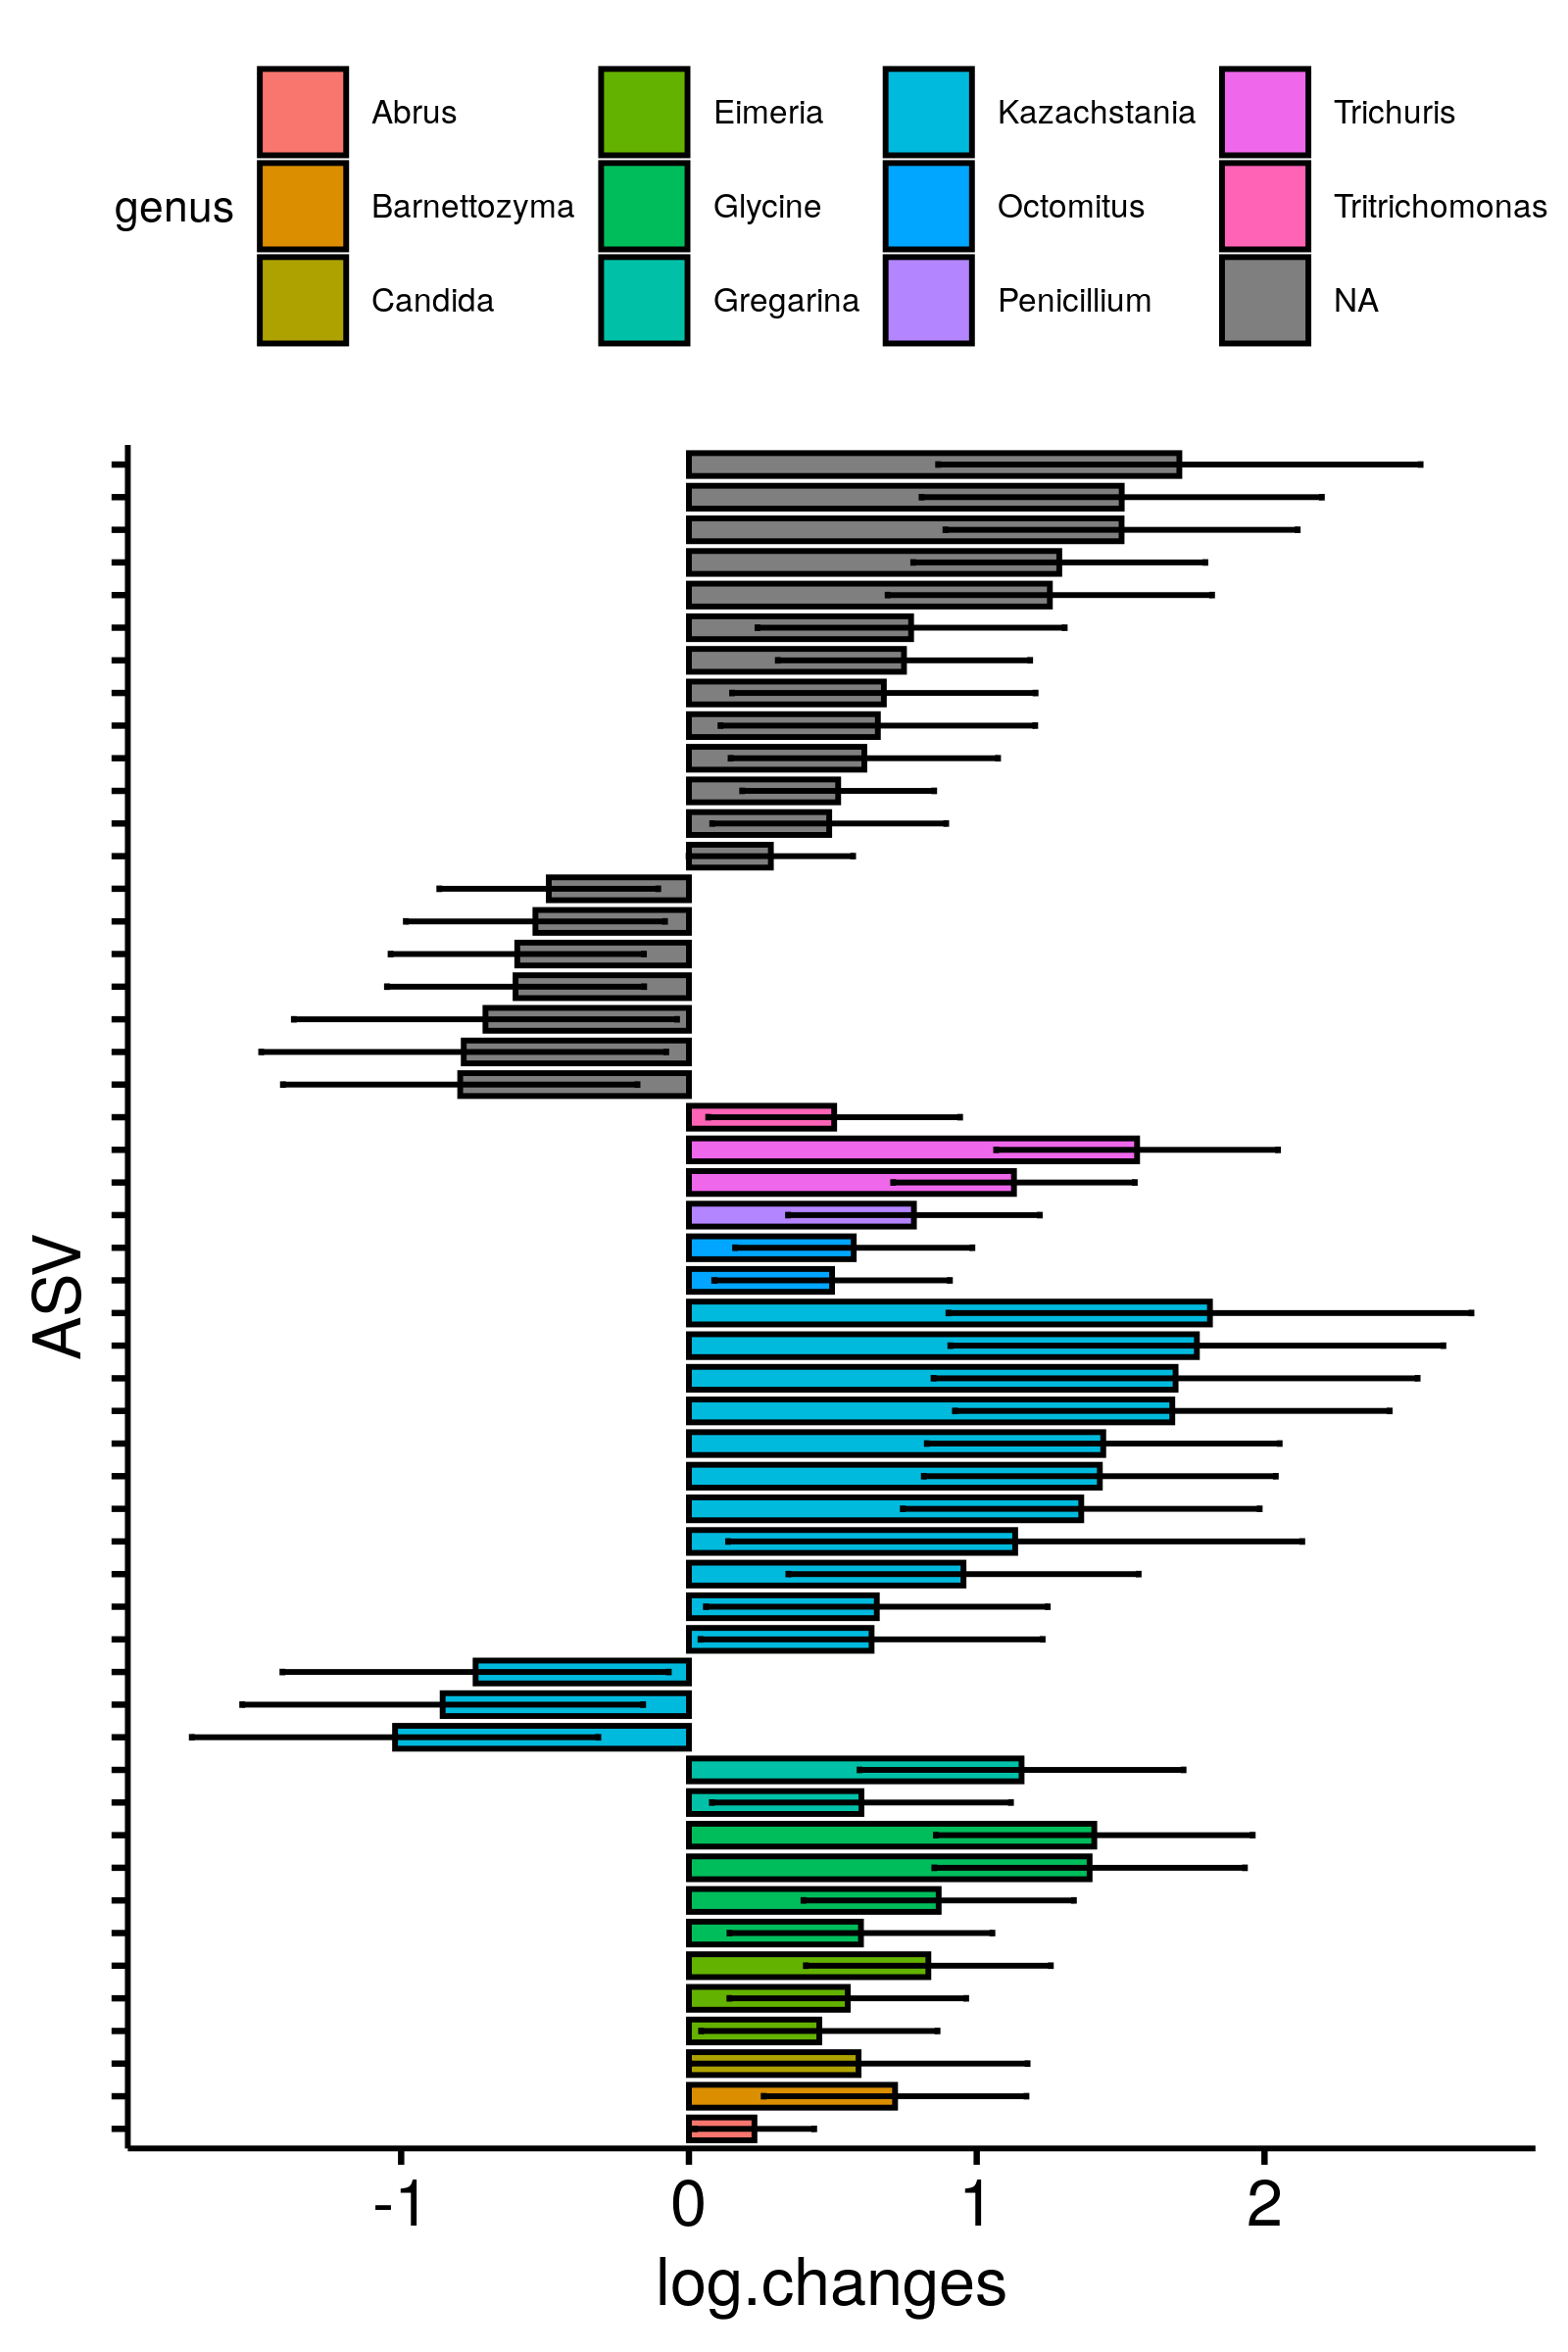 genus
Abrus
Barnettozyma
Candida
Eimeria
Glycine
Gregarina
Kazachstania
Octomitus
Penicillium
Trichuris
Tritrichomonas
NA
ASV
-1 0 1 2
log.changes